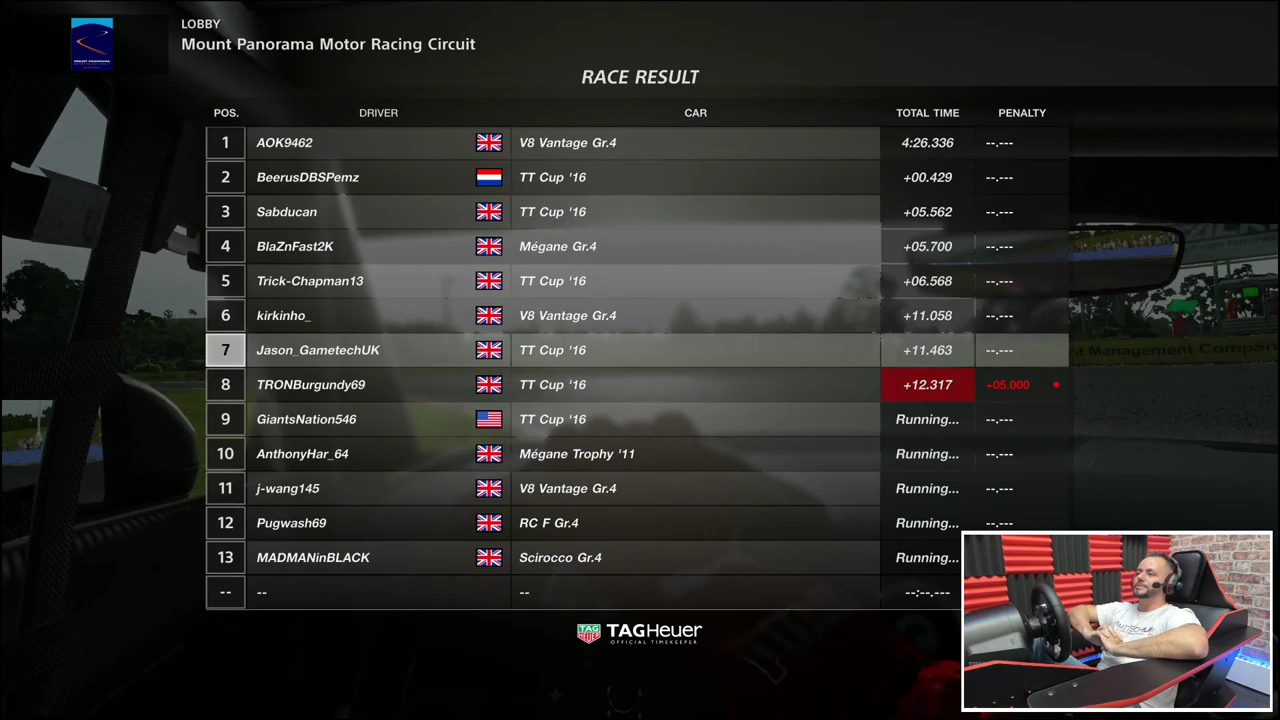 LOBBY
Mount Panorama Motor Racing Circuit
RACE RESULT
POS. DRIVER CAR TOTAL TIME PENALTY
1 AOK9462 V8 Vantage Gr.4 4:26.336 --.---
2 BeerusDBSPemz TT Cup '16 +00.429 --.---
3 Sabducan TT Cup '16 +05.562 --.---
4 BlaZnFast2K Mégane Gr.4 +05.700 --.---
5 Trick-Chapman13 TT Cup '16 +06.568 --.---
6 kirkinho_ V8 Vantage Gr.4 +11.058 --.---
7 Jason_GametechUK TT Cup '16 +11.463 --.---
8 TRONBurgundy69 TT Cup '16 +12.317 +05.000
9 GiantsNation546 TT Cup '16 Running... --.---
10 AnthonyHar_64 Mégane Trophy '11 Running... --.---
11 j-wang145 V8 Vantage Gr.4 Running... --.---
12 Pugwash69 RC F Gr.4 Running... --.---
13 MADMANinBLACK Scirocco Gr.4 Running...
-- -- -- --:--.---
TAG TAGHeuer
OFFICIAL TIMEKEEPER
MOUNT PANORAMA
Management Company